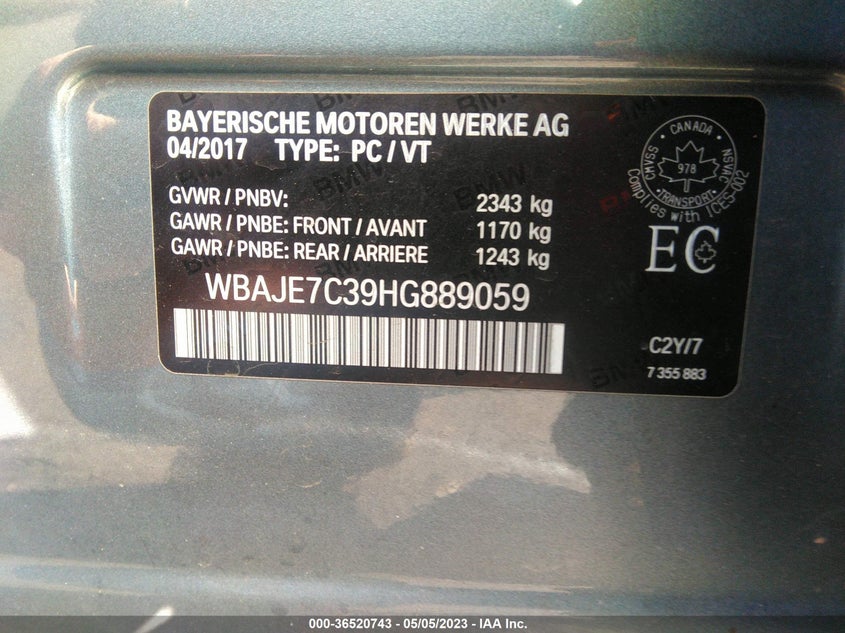 BAYERISCHE MOTOREN WERKE AG
04/2017 TYPE: PC / VT
GVWR / PNBV: 2343 kg
GAWR / PNBE: FRONT / AVANT 1170 kg
GAWR / PNBE: REAR / ARRIERE 1243 kg
WBAJE7C39HG889059
CMVSS • CANADA • NSVAC
978
TRANSPORT
Complies with ICES-002
EC
C2Y/7
7 355 883
BMW
000-36520743 - 05/05/2023 - IAA Inc.